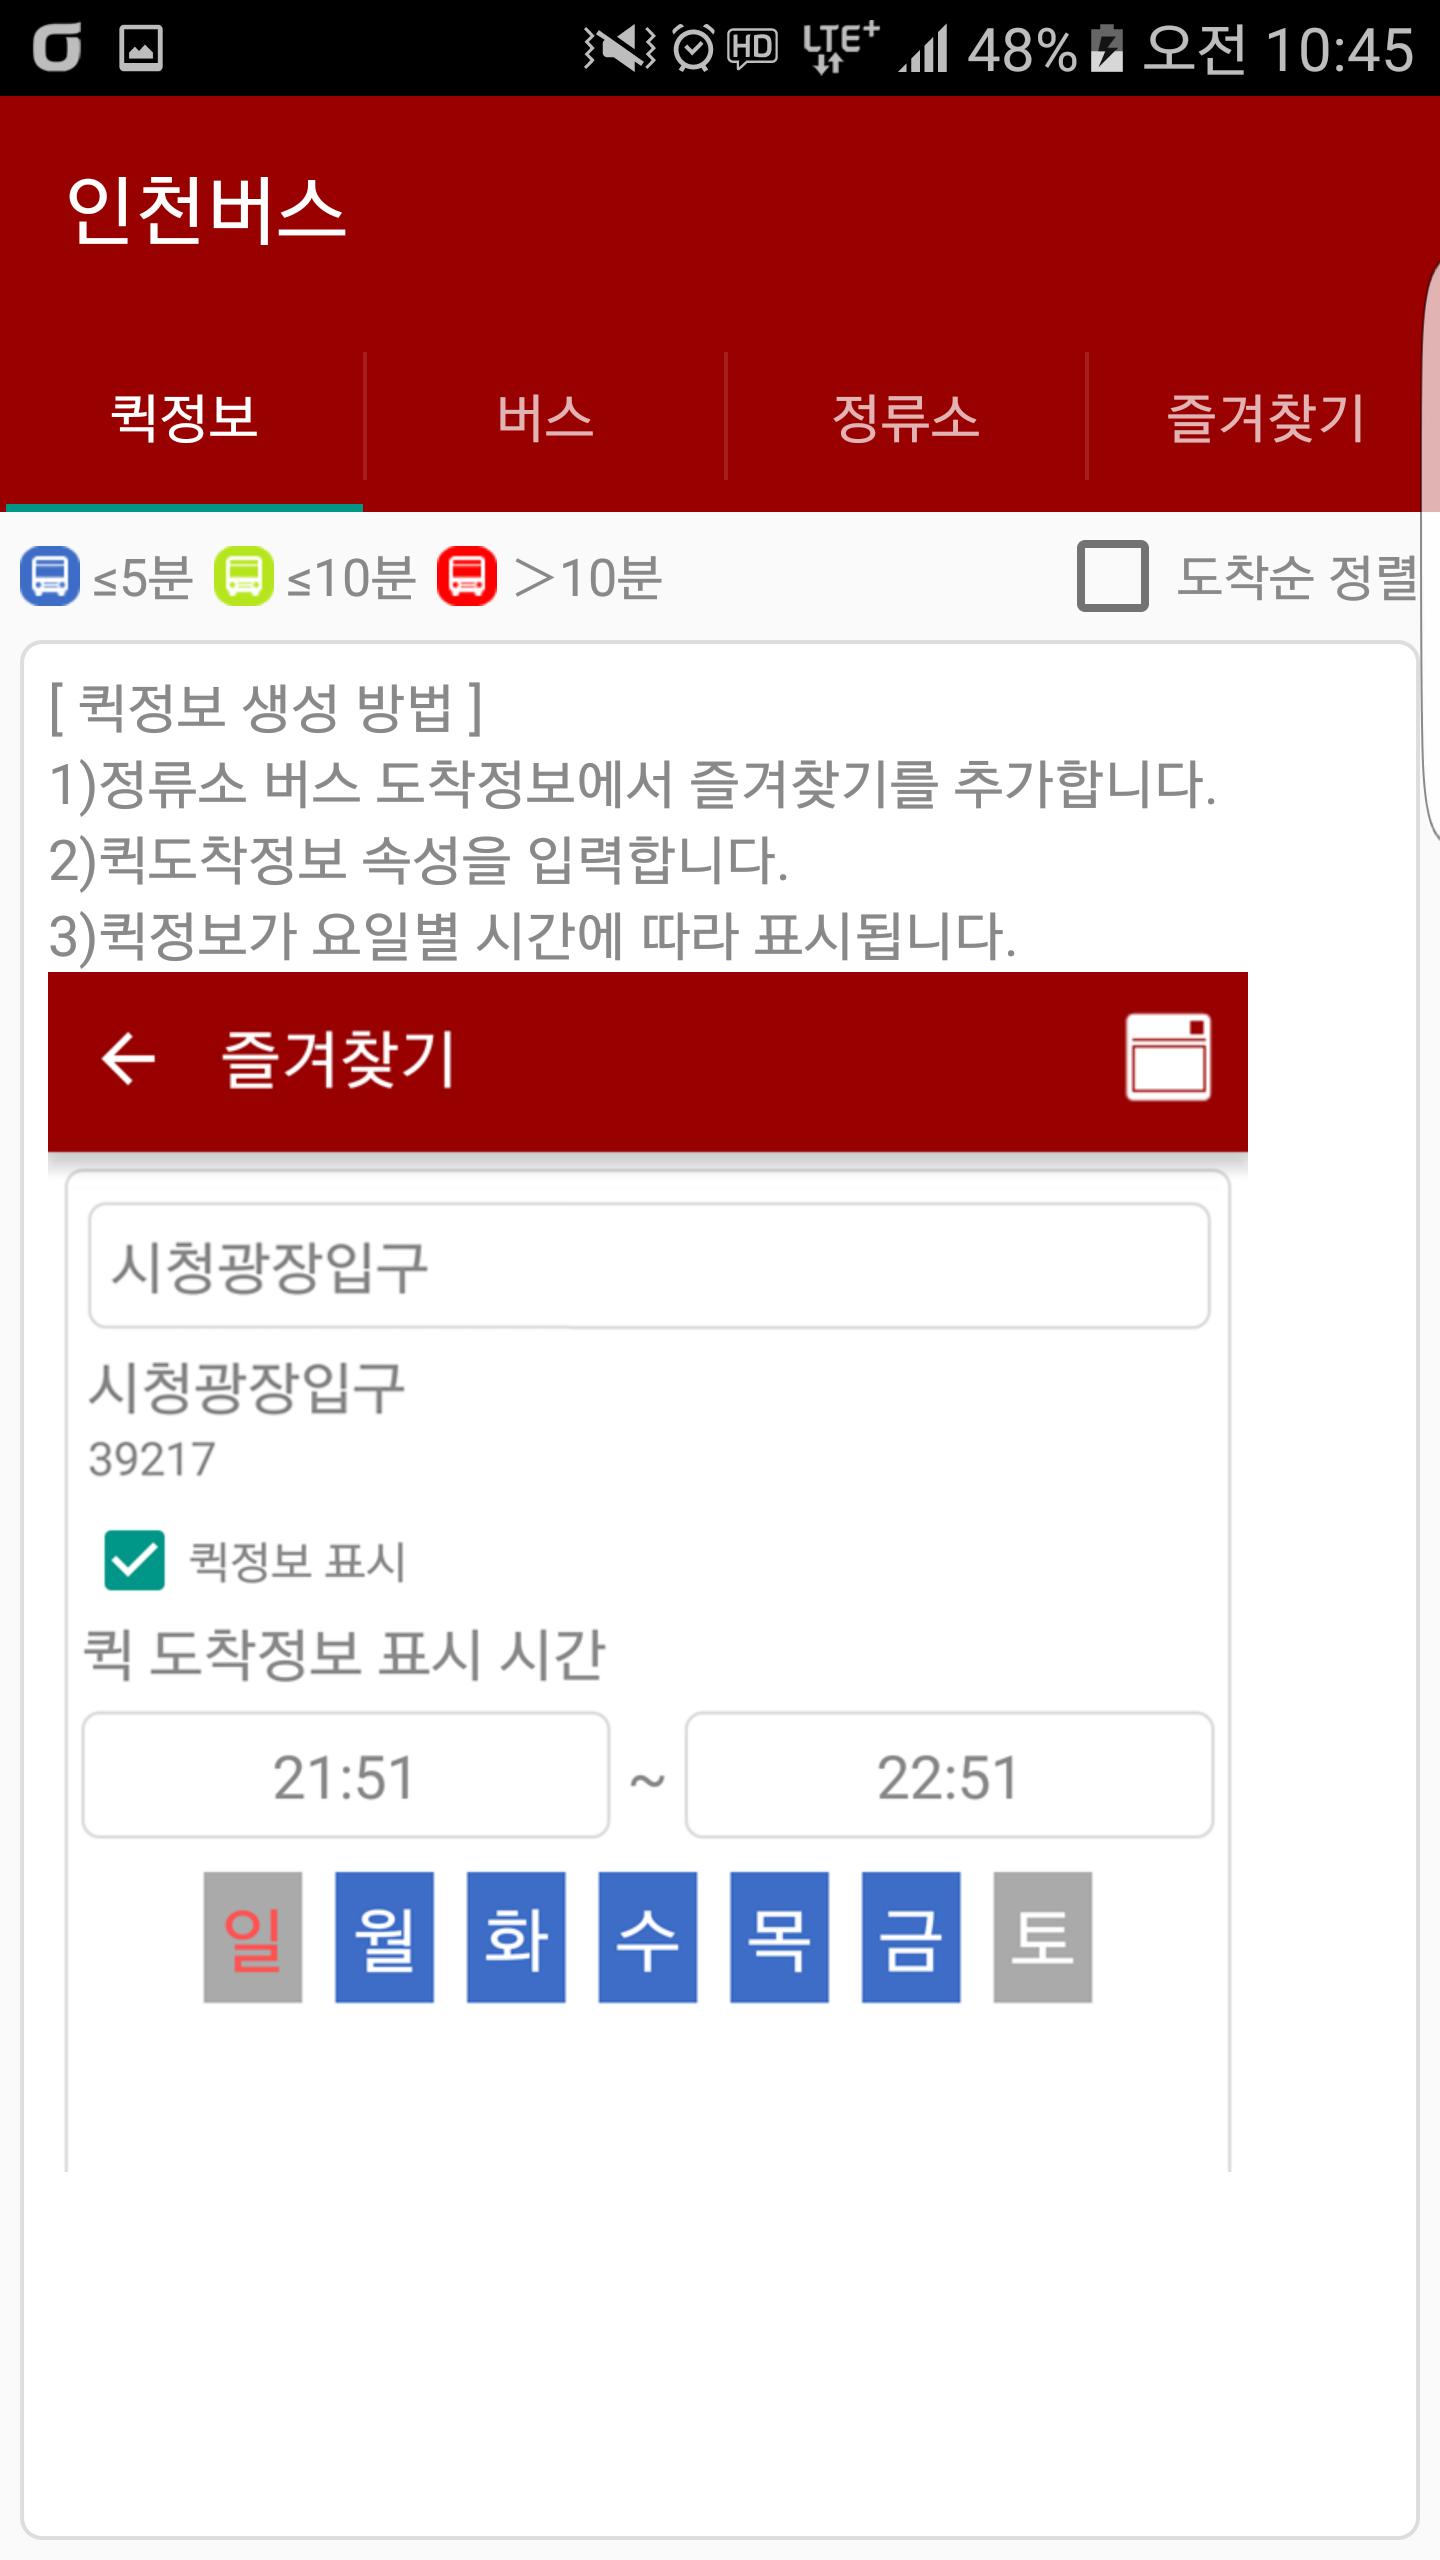 HD LTE+ 48% 오전 10:45
인천버스
퀵정보 버스 정류소 즐겨찾기
≤5분 ≤10분 >10분 도착순 정렬
[ 퀵정보 생성 방법 ]
1)정류소 버스 도착정보에서 즐겨찾기를 추가합니다.
2)퀵도착정보 속성을 입력합니다.
3)퀵정보가 요일별 시간에 따라 표시됩니다.
즐겨찾기
시청광장입구
시청광장입구
39217
퀵정보 표시
퀵 도착정보 표시 시간
21:51 ~ 22:51
일 월 화 수 목 금 토